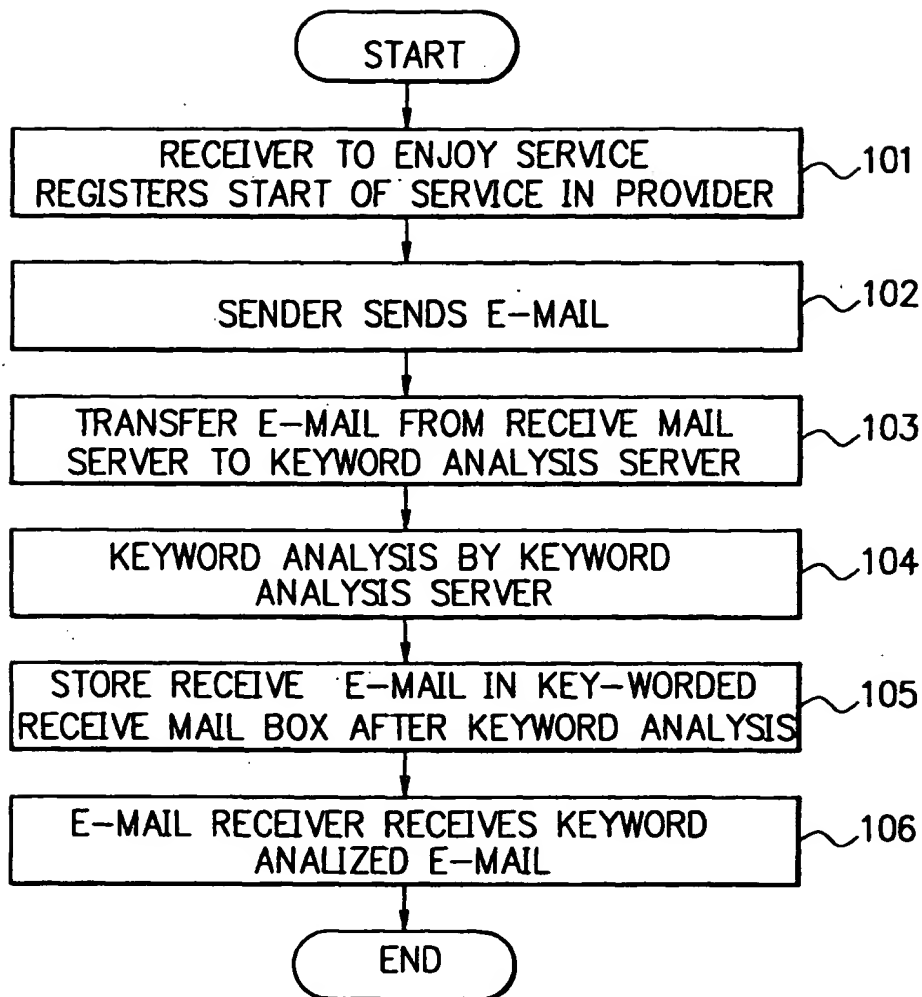 START
RECEIVER TO ENJOY SERVICE
REGISTERS START OF SERVICE IN PROVIDER
101
SENDER SENDS E-MAIL
102
TRANSFER E-MAIL FROM RECEIVE MAIL
SERVER TO KEYWORD ANALYSIS SERVER
103
KEYWORD ANALYSIS BY KEYWORD
ANALYSIS SERVER
104
STORE RECEIVE E-MAIL IN KEY-WORDED
RECEIVE MAIL BOX AFTER KEYWORD ANALYSIS
105
E-MAIL RECEIVER RECEIVES KEYWORD
ANALIZED E-MAIL
106
END